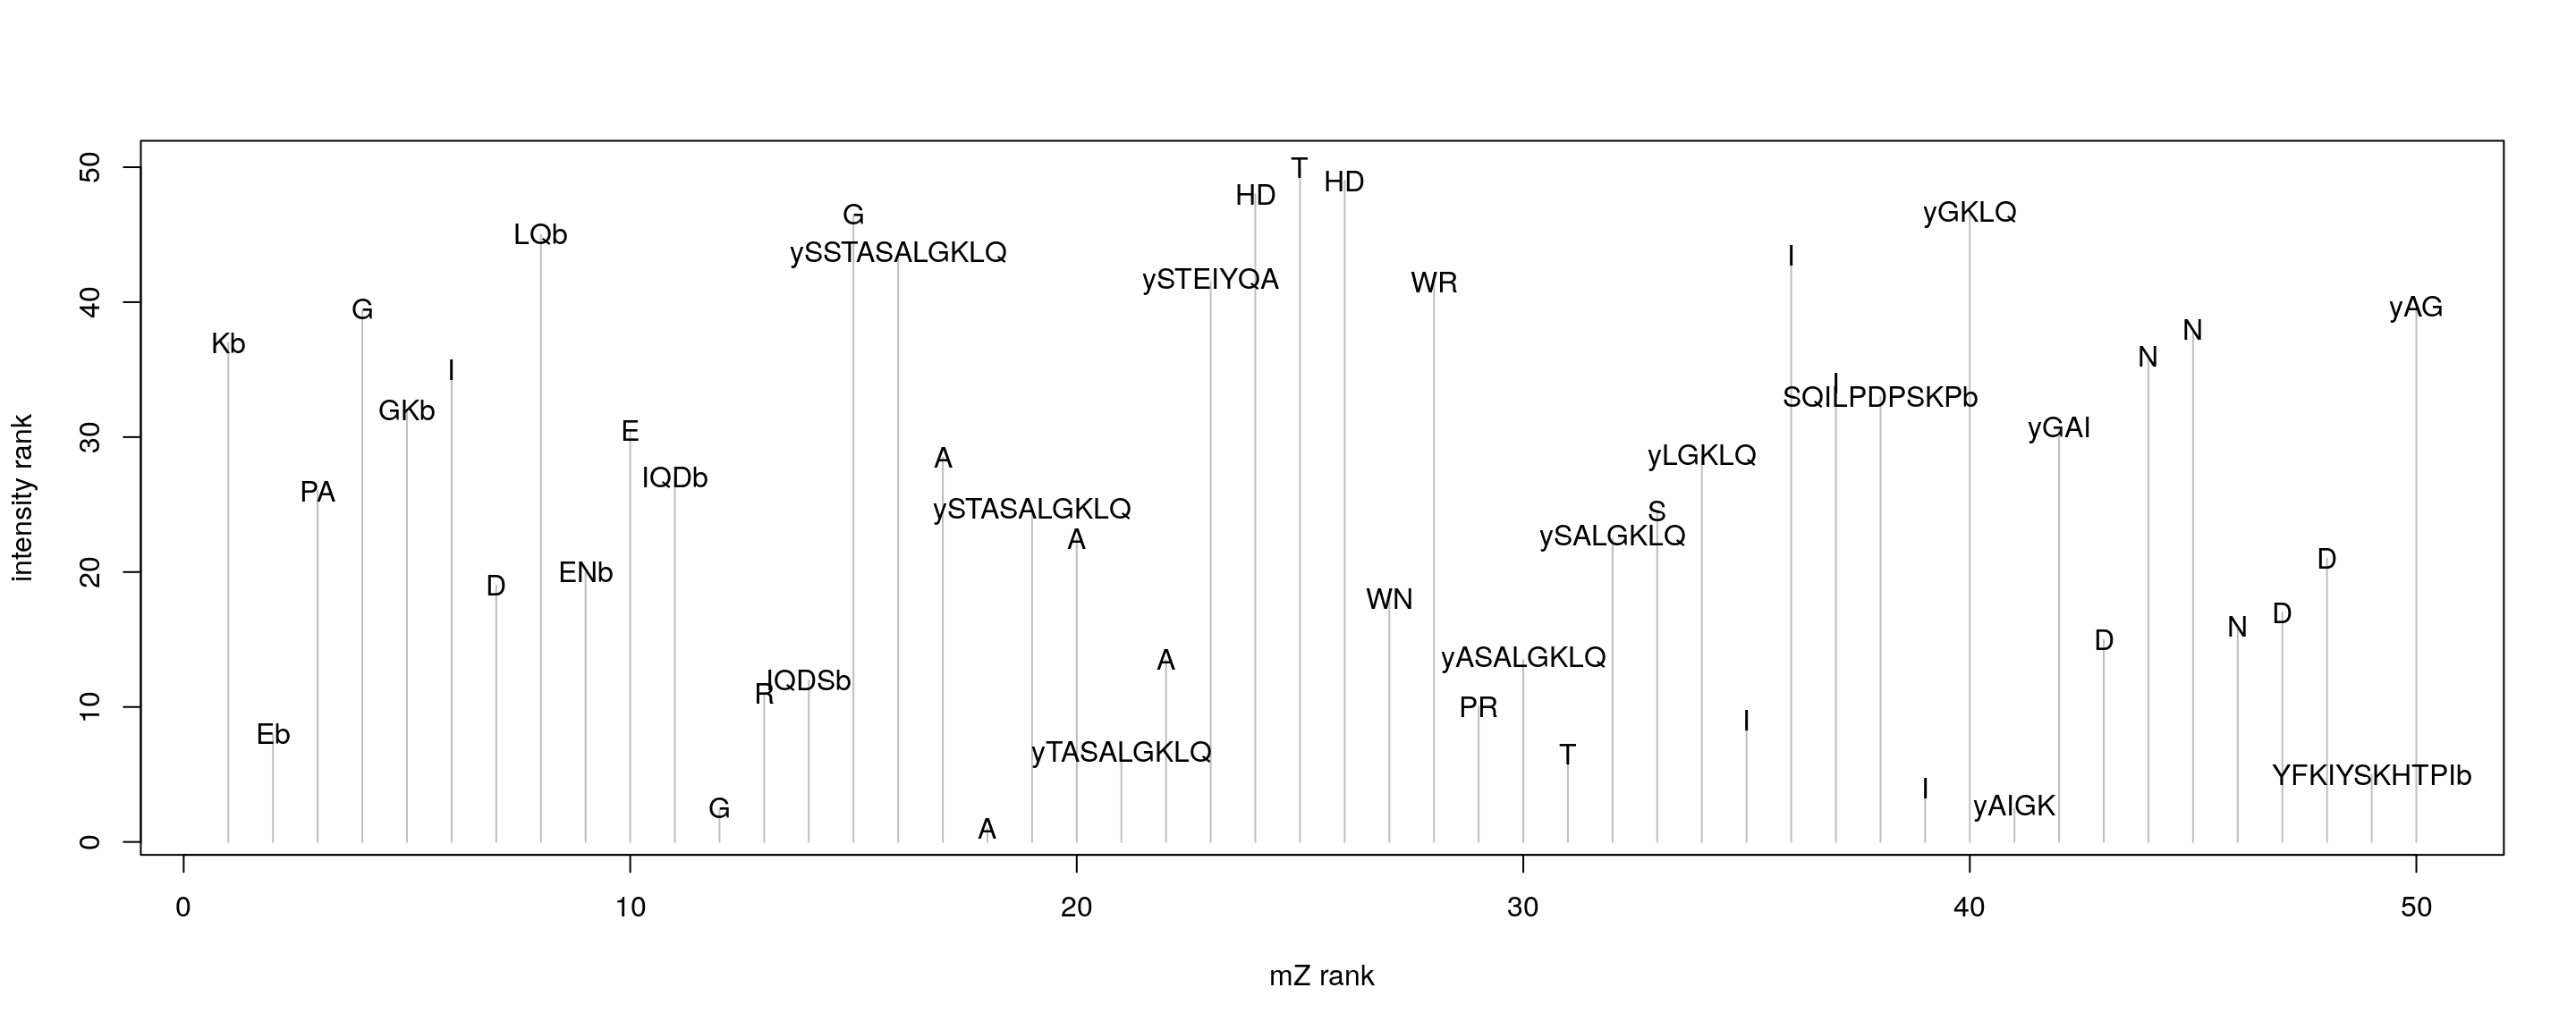 50
40
30
20
10
0
intensity rank
Kb
Eb
PA
G
GKb
I
D
LQb
ENb
E
IQDb
G
R
IQDSb
G
ySSTASALGKLQ
A
A
ySTASALGKLQ
A
yTASALGKLQ
A
ySTEIYQA
HD
T
HD
WN
WR
PR
yASALGKLQ
T
ySALGKLQ
S
yLGKLQ
I
I
I
SQILPDPSKPb
I
yGKLQ
yAIGK
yGAI
D
N
N
N
D
D
YFKIYSKHTPIb
yAG
0 10 20 30 40 50
mZ rank